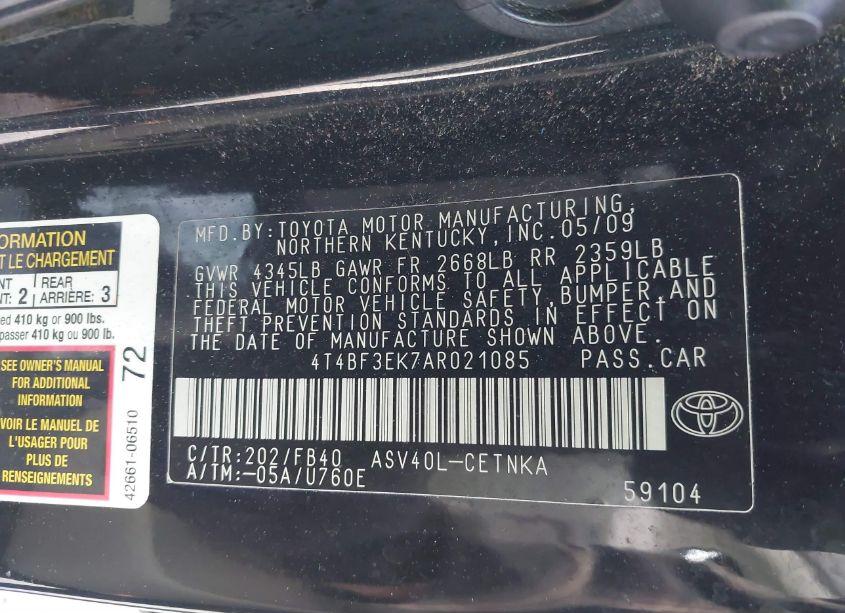 ORMATION
T LE CHARGEMENT
NT
NT: 2
REAR
ARRIÈRE: 3
ed 410 kg or 900 lbs.
passer 410 kg ou 900 lb.
SEE OWNER'S MANUAL
FOR ADDITIONAL
INFORMATION
VOIR LE MANUEL DE
L'USAGER POUR
PLUS DE
RENSEIGNEMENTS
72
42661-06510
MFD.BY:TOYOTA MOTOR MANUFACTURING,
NORTHERN KENTUCKY,INC.05/09
GVWR 4345LB GAWR FR 2668LB RR 2359LB
THIS VEHICLE CONFORMS TO ALL APPLICABLE
FEDERAL MOTOR VEHICLE SAFETY,BUMPER,AND
THEFT PREVENTION STANDARDS IN EFFECT ON
THE DATE OF MANUFACTURE SHOWN ABOVE.
4T4BF3EK7AR021085 PASS.CAR
C/TR:202/FB40 ASV40L-CETNKA
A/TM:-05A/U760E
59104